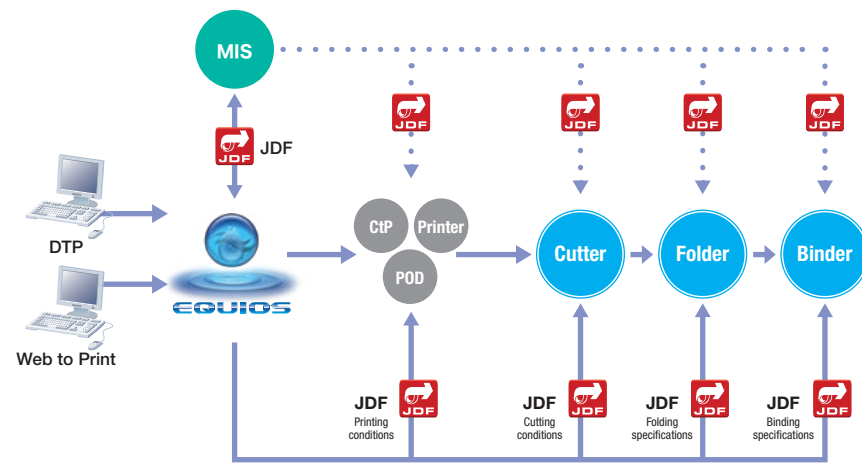 MIS
JDF
JDF
JDF
JDF
JDF
JDF
DTP
CtP
Printer
POD
Cutter
Folder
Binder
EQUIOS
Web to Print
JDF
Printing
conditions
JDF
JDF
Cutting
conditions
JDF
JDF
Folding
specifications
JDF
JDF
Binding
specifications
JDF